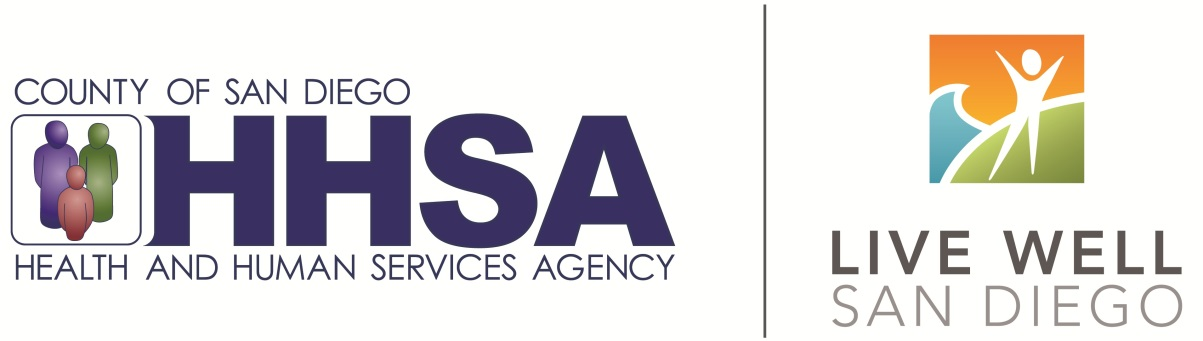 COUNTY OF SAN DIEGO
HHSA
HEALTH AND HUMAN SERVICES AGENCY
LIVE WELL
SAN DIEGO